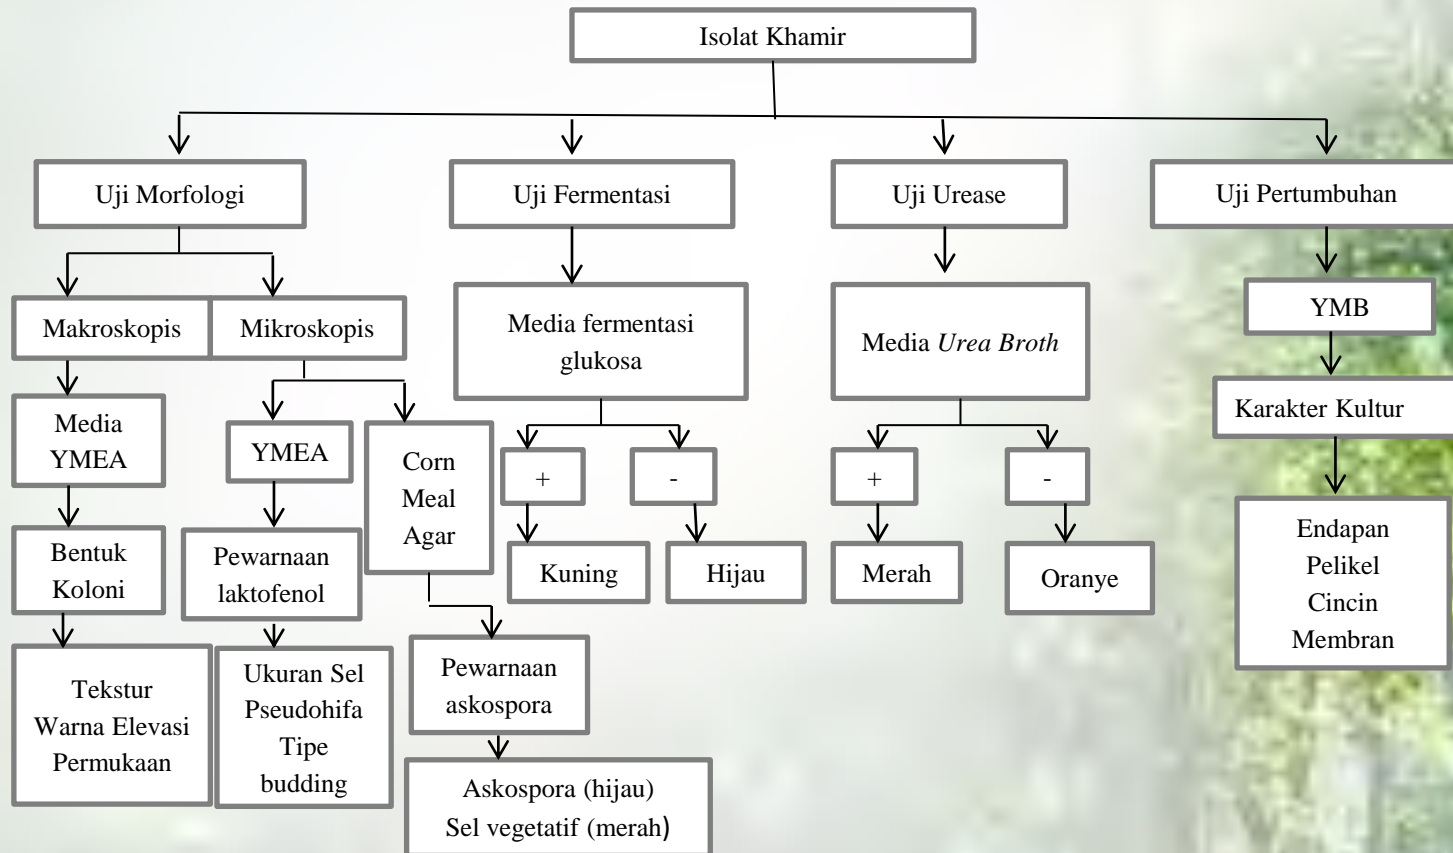 Isolat Khamir
Uji Morfologi
Uji Fermentasi
Uji Urease
Uji Pertumbuhan
Makroskopis
Mikroskopis
Media fermentasi
glukosa
Media Urea Broth
YMB
Media
YMEA
YMEA
Corn
Meal
Agar
+
-
+
-
Karakter Kultur
Bentuk
Koloni
Pewarnaan
laktofenol
Kuning
Hijau
Merah
Oranye
Endapan
Pelikel
Cincin
Membran
Tekstur
Warna Elevasi
Permukaan
Ukuran Sel
Pseudohifa
Tipe
budding
Pewarnaan
askospora
Askospora (hijau)
Sel vegetatif (merah)